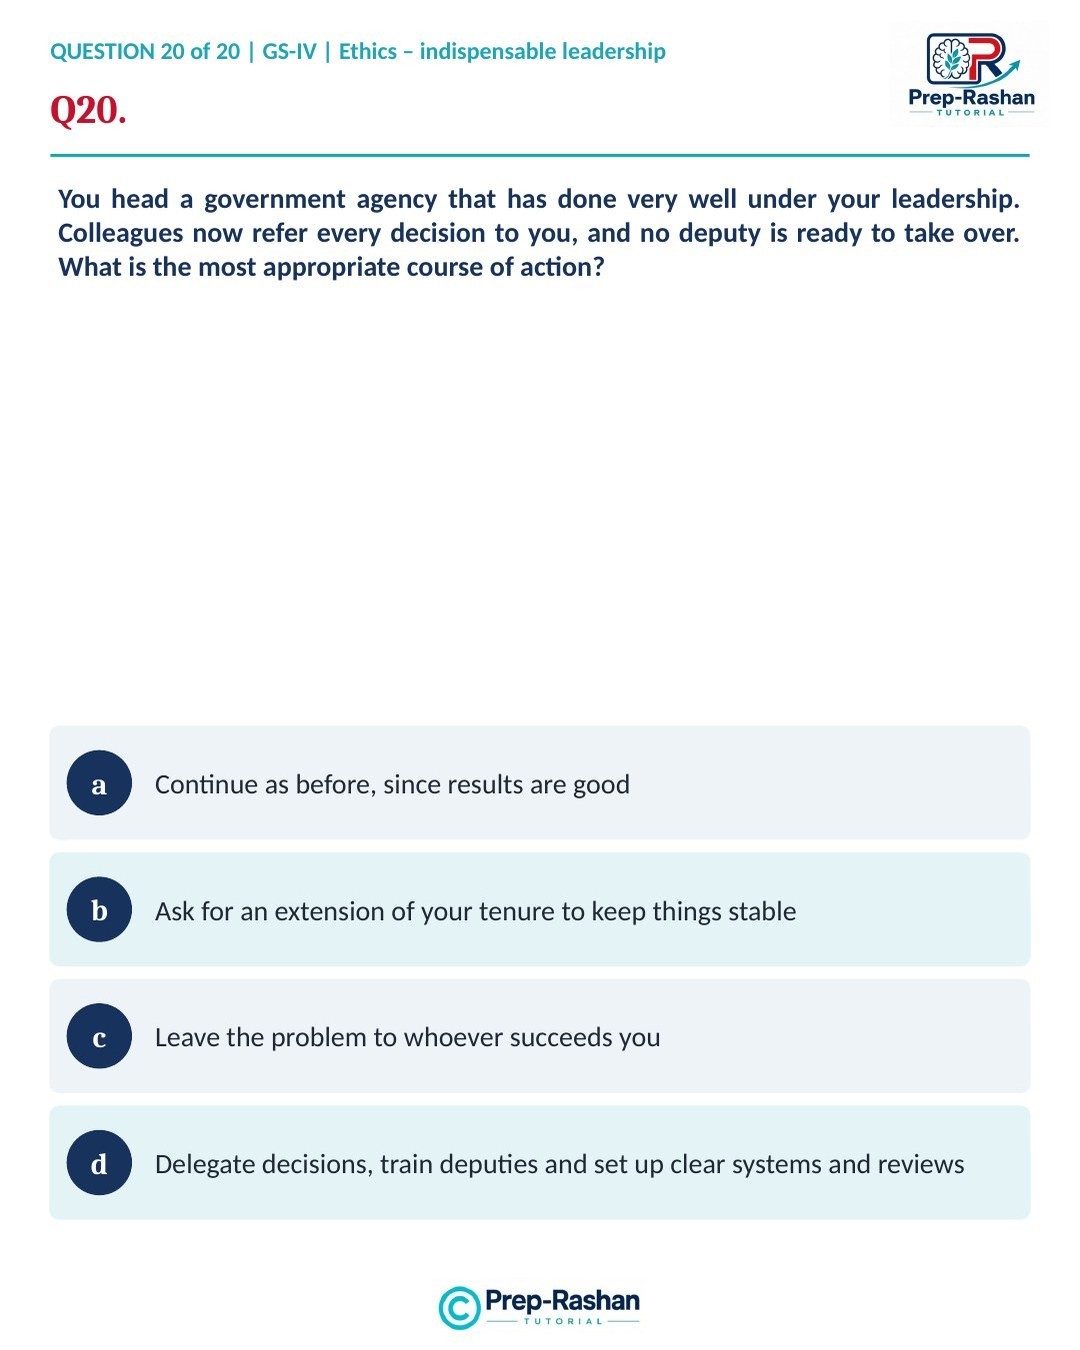 QUESTION 20 of 20 | GS-IV | Ethics – indispensable leadership
Q20.
Prep-Rashan
TUTORIAL
You head a government agency that has done very well under your leadership.
Colleagues now refer every decision to you, and no deputy is ready to take over.
What is the most appropriate course of action?
a Continue as before, since results are good
b Ask for an extension of your tenure to keep things stable
c Leave the problem to whoever succeeds you
d Delegate decisions, train deputies and set up clear systems and reviews
© Prep-Rashan
TUTORIAL